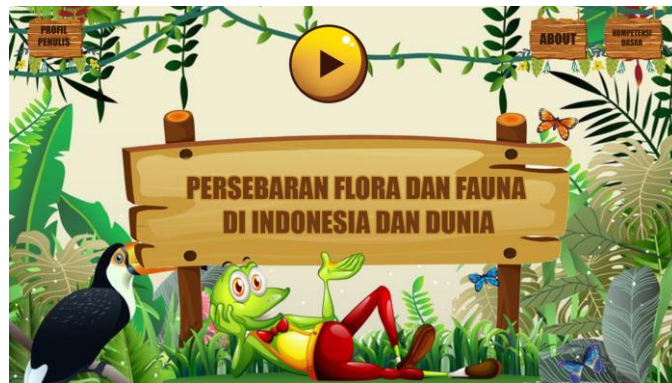 PROFIL
PENULIS
ABOUT
KOMPETENSI
DASAR
PERSEBARAN FLORA DAN FAUNA
DI INDONESIA DAN DUNIA